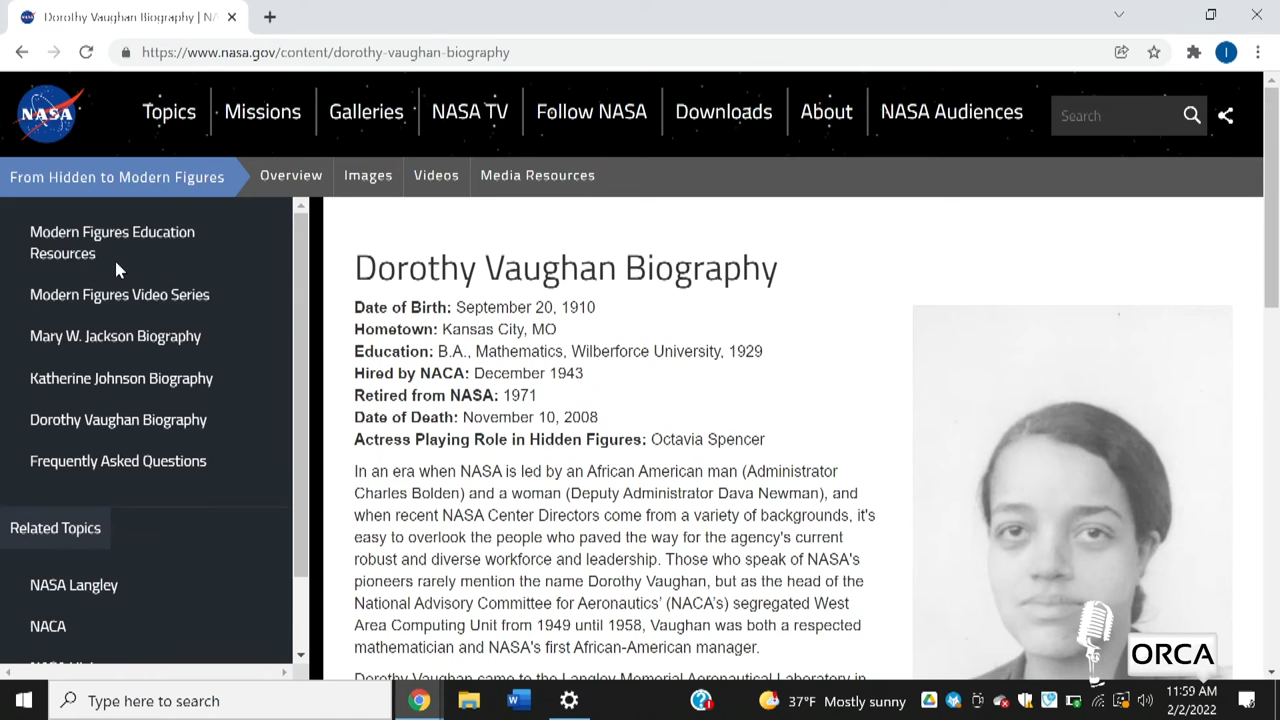 Dorothy Vaughan Biography | NA
https://www.nasa.gov/content/dorothy-vaughan-biography
I
NASA
Topics
Missions
Galleries
NASA TV
Follow NASA
Downloads
About
NASA Audiences
Search
From Hidden to Modern Figures
Overview
Images
Videos
Media Resources
Modern Figures Education
Resources
Modern Figures Video Series
Mary W. Jackson Biography
Katherine Johnson Biography
Dorothy Vaughan Biography
Frequently Asked Questions
Related Topics
NASA Langley
NACA
Dorothy Vaughan Biography
Date of Birth: September 20, 1910
Hometown: Kansas City, MO
Education: B.A., Mathematics, Wilberforce University, 1929
Hired by NACA: December 1943
Retired from NASA: 1971
Date of Death: November 10, 2008
Actress Playing Role in Hidden Figures: Octavia Spencer
In an era when NASA is led by an African American man (Administrator
Charles Bolden) and a woman (Deputy Administrator Dava Newman), and
when recent NASA Center Directors come from a variety of backgrounds, it's
easy to overlook the people who paved the way for the agency's current
robust and diverse workforce and leadership. Those who speak of NASA's
pioneers rarely mention the name Dorothy Vaughan, but as the head of the
National Advisory Committee for Aeronautics' (NACA's) segregated West
Area Computing Unit from 1949 until 1958, Vaughan was both a respected
mathematician and NASA's first African-American manager.
Dorothy Vaughan came to the Langley Memorial Aeronautical Laboratory in
ORCA
Type here to search
37°F Mostly sunny
11:59 AM
2/2/2022